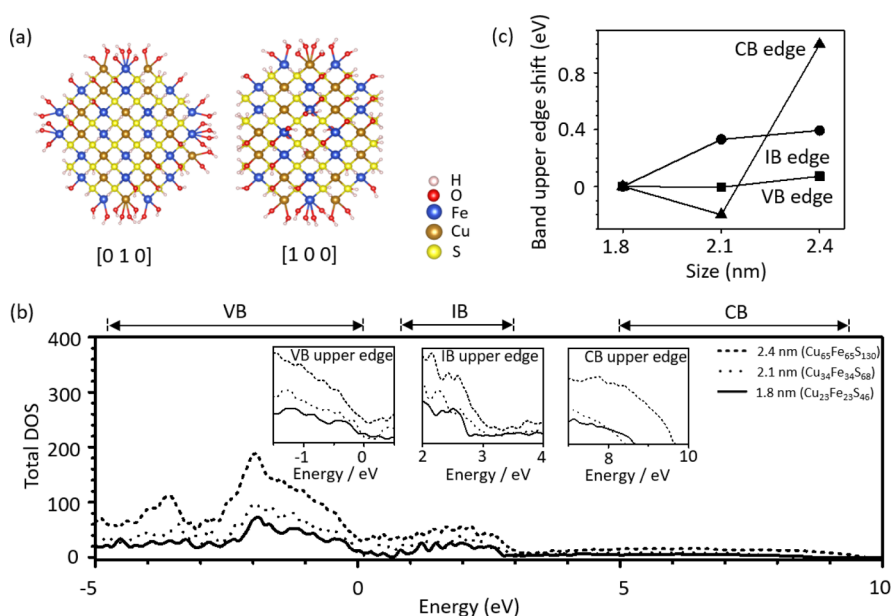 (a)
[0 1 0]
[1 0 0]
H
O
Fe
Cu
S
(c)
Band upper edge shift (eV)
0.8
0.4
0
CB edge
IB edge
VB edge
1.8
2.1
2.4
Size (nm)
(b)
VB
IB
CB
Total DOS
400
300
200
100
0
VB upper edge
-1
0
Energy / eV
IB upper edge
2
3
4
Energy / eV
CB upper edge
8
10
Energy / eV
2.4 nm (Cu₆₅Fe₆₅S₁₃₀)
2.1 nm (Cu₃₄Fe₃₄S₆₈)
1.8 nm (Cu₂₃Fe₂₃S₄₆)
-5
0
5
10
Energy (eV)